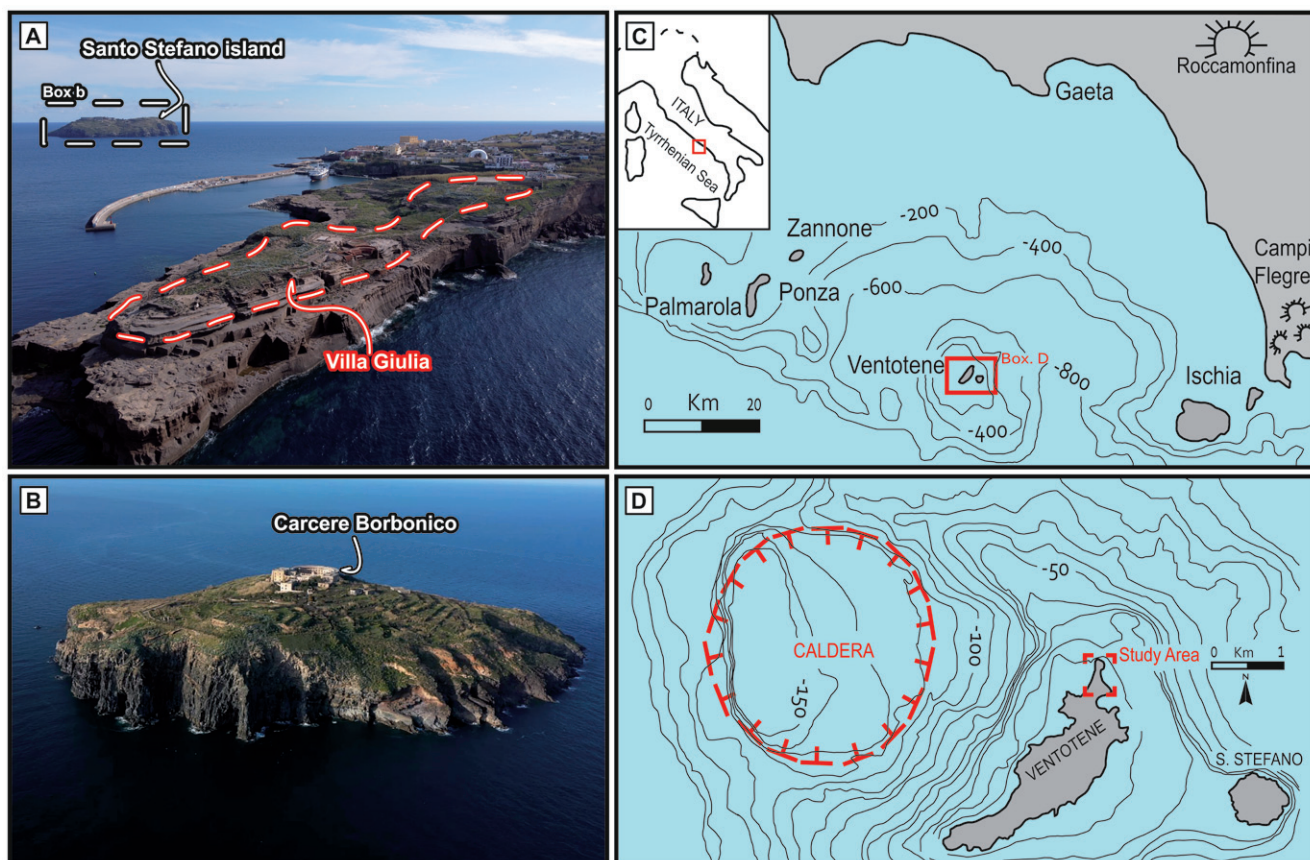 A
Santo Stefano island
Box b
Villa Giulia
B
Carcere Borbonico
C
ITALY
Tyrrhenian Sea
Roccamonfina
Gaeta
-200
Zannone
-400
Campi
Flegre
-600
Palmarola
Ponza
Ventotene
Box. D
-800
Ischia
0 Km 20
-400
D
-50
CALDERA
-100
Study Area
0 Km 1
N
-150
VENTOTENE
S. STEFANO